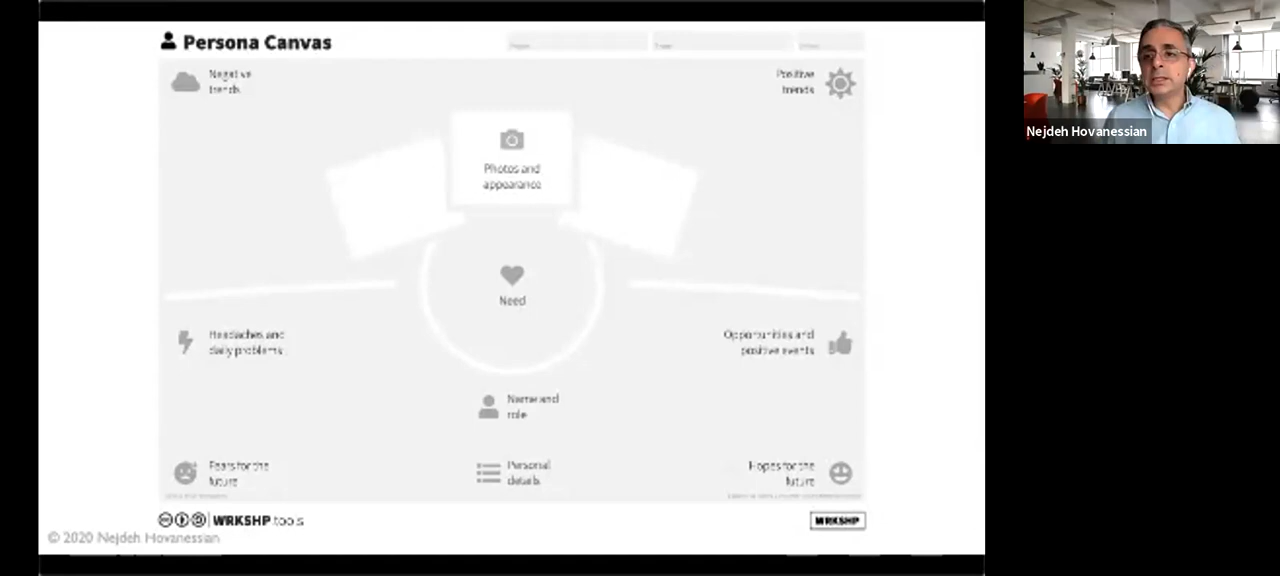 Persona Canvas
Negative
trends
Positive
trends
Photos and
appearance
Need
Headaches and
daily problems
Opportunities and
positive events
Name and
role
Fears for the
future
Personal
details
Hopes for the
future
WRKSHP.tools
WRKSHP
© 2020 Nejdeh Hovanessian
Nejdeh Hovanessian